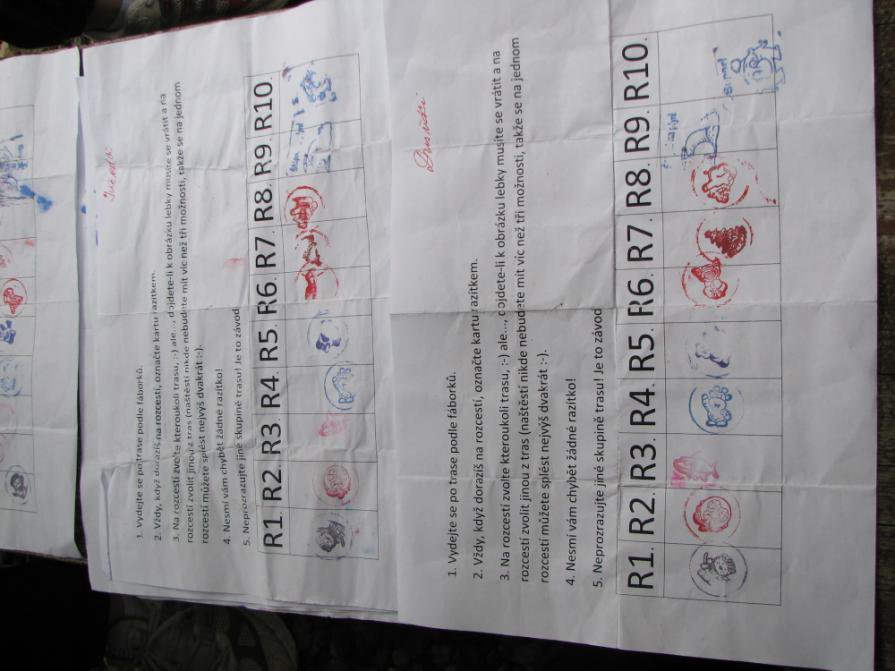 1. Vydejte se po trase podle fáborků.
2. Vždy, když dorazíš na rozcestí, označte kartu razítkem.
3. Na rozcestí zvolte kteroukoli trasu, :-) ale..., dojdete-li k obrázku lebky musíte se vrátit a na
rozcestí zvolit jinou z tras (naštěstí nikde nebudete mít víc než tři možnosti, takže se na jednom
rozcestí můžete splést nejvýš dvakrát :-).
4. Nesmí vám chybět žádné razítko!
5. Neprozrazujte jiné skupině trasu! Je to závod
R1. R2. R3 R4. R5. R6. R7. R8. R9. R10.
1. Vydejte se po trase podle fáborků.
2. Vždy, když dorazíš na rozcestí, označte kartu razítkem.
3. Na rozcestí zvolte kteroukoli trasu, :-) ale..., dojdete-li k obrázku lebky musíte se vrátit a na
rozcestí zvolit jinou z tras (naštěstí nikde nebudete mít víc než tři možnosti, takže se na jednom
rozcestí můžete splést nejvýš dvakrát :-).
4. Nesmí vám chybět žádné razítko!
5. Neprozrazujte jiné skupině trasu! Je to závod
R1. R2. R3. R4. R5. R6. R7. R8. R9. R10.